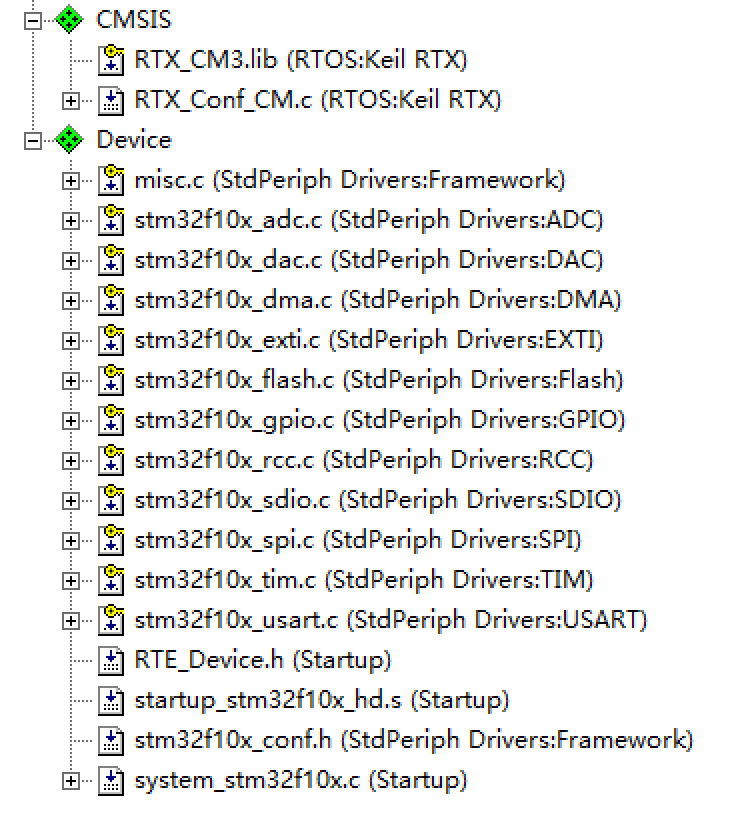 CMSIS
RTX_CM3.lib (RTOS:Keil RTX)
RTX_Conf_CM.c (RTOS:Keil RTX)
Device
misc.c (StdPeriph Drivers:Framework)
stm32f10x_adc.c (StdPeriph Drivers:ADC)
stm32f10x_dac.c (StdPeriph Drivers:DAC)
stm32f10x_dma.c (StdPeriph Drivers:DMA)
stm32f10x_exti.c (StdPeriph Drivers:EXTI)
stm32f10x_flash.c (StdPeriph Drivers:Flash)
stm32f10x_gpio.c (StdPeriph Drivers:GPIO)
stm32f10x_rcc.c (StdPeriph Drivers:RCC)
stm32f10x_sdio.c (StdPeriph Drivers:SDIO)
stm32f10x_spi.c (StdPeriph Drivers:SPI)
stm32f10x_tim.c (StdPeriph Drivers:TIM)
stm32f10x_usart.c (StdPeriph Drivers:USART)
RTE_Device.h (Startup)
startup_stm32f10x_hd.s (Startup)
stm32f10x_conf.h (StdPeriph Drivers:Framework)
system_stm32f10x.c (Startup)